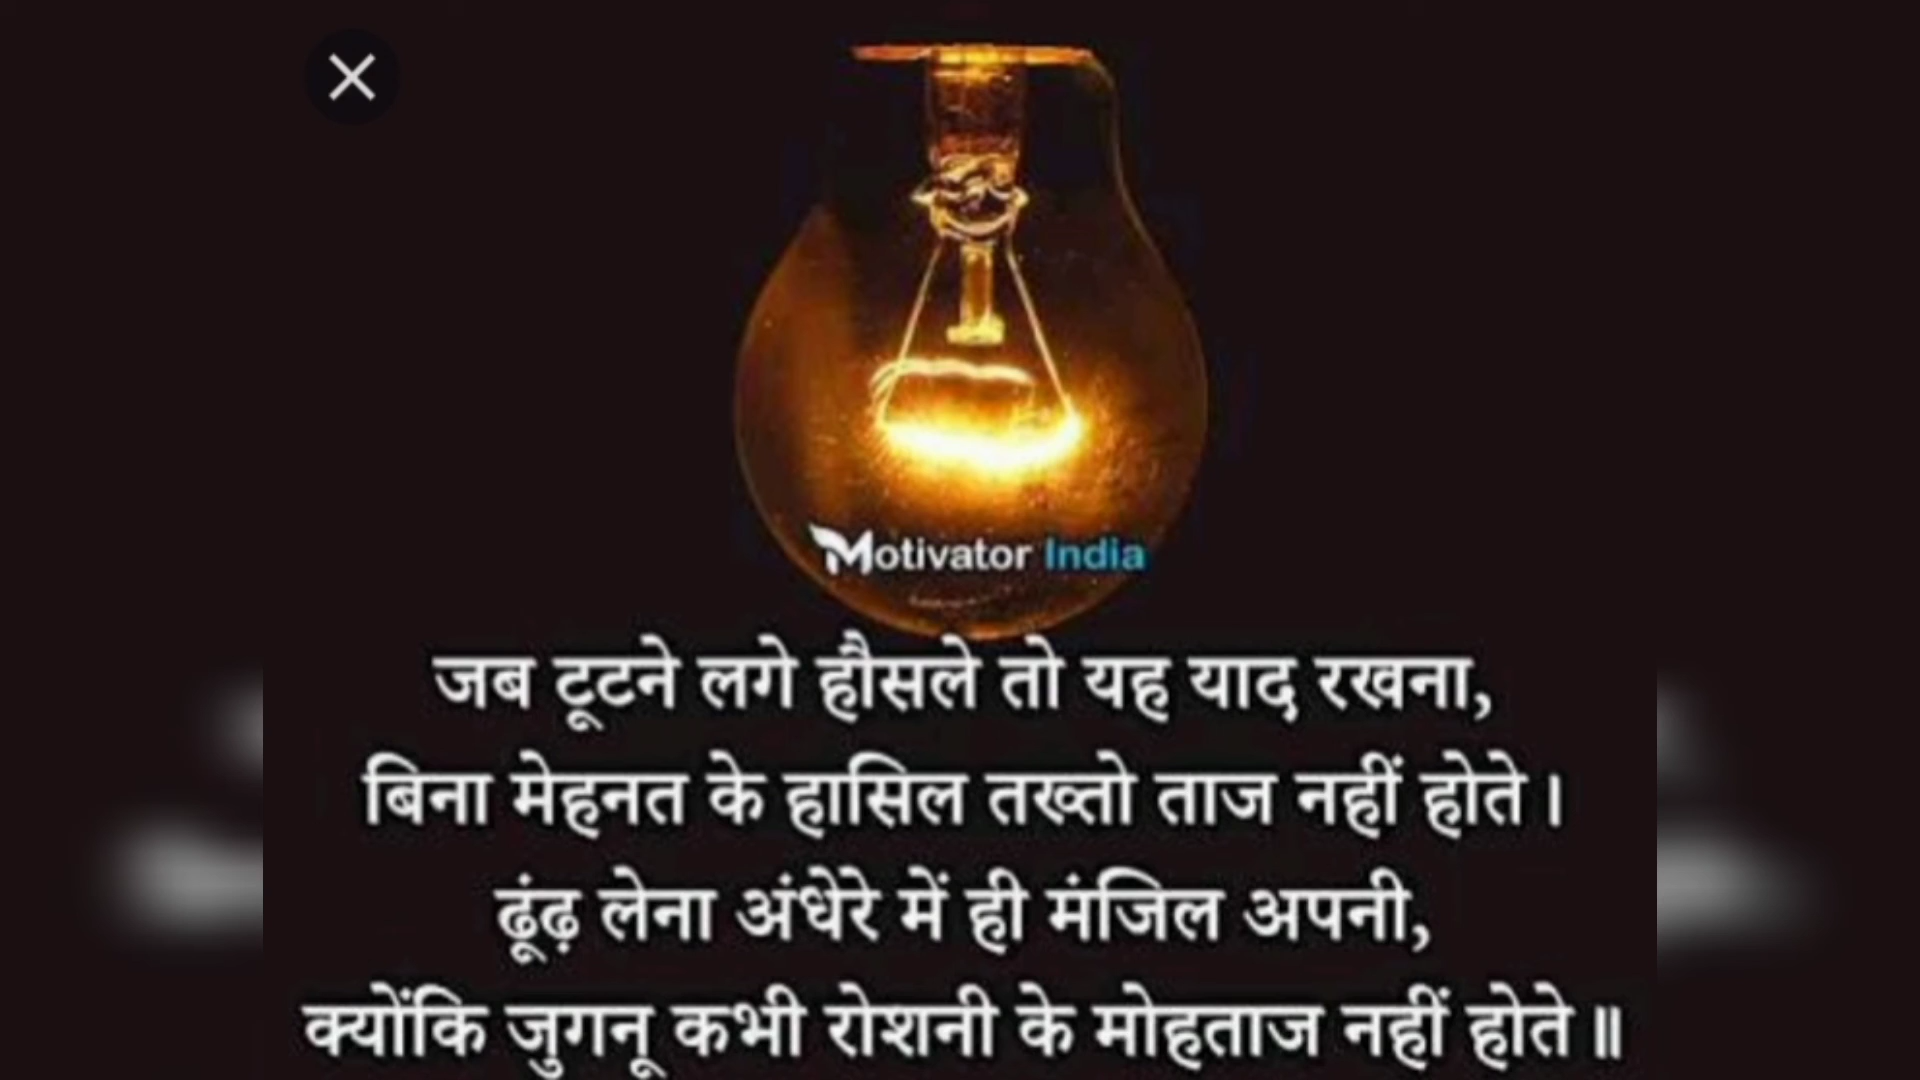 Motivator India
जब टूटने लगे हौसले तो यह याद रखना,
बिना मेहनत के हासिल तख्तो ताज नहीं होते।
ढूंढ़ लेना अंधेरे में ही मंजिल अपनी,
क्योंकि जुगनू कभी रोशनी के मोहताज नहीं होते॥